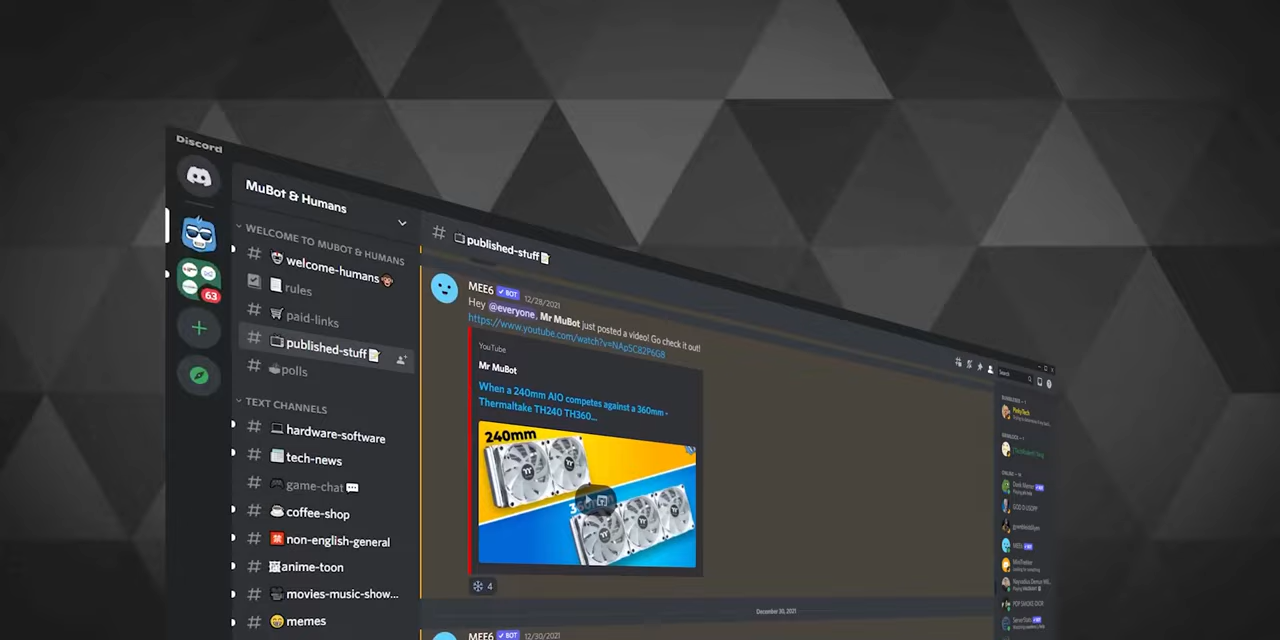 Discord
MuBot & Humans
WELCOME TO MUBOT & HUMANS
welcome-humans
rules
paid-links
published-stuff
polls
TEXT CHANNELS
hardware-software
tech-news
game-chat
coffee-shop
non-english-general
anime-toon
movies-music-show...
memes
63
# published-stuff
MEE6 ✓ BOT 12/28/2021
Hey @everyone, Mr MuBot just posted a video! Go check it out!
https://www.youtube.com/watch?v=NAp5C82P6G8
YouTube
Mr MuBot
When a 240mm AIO competes against a 360mm -
Thermaltake TH240 TH360...
240mm
4
December 30, 2021
MEE6 ✓ BOT 12/30/2021
Search
PinkyTech
MEE6